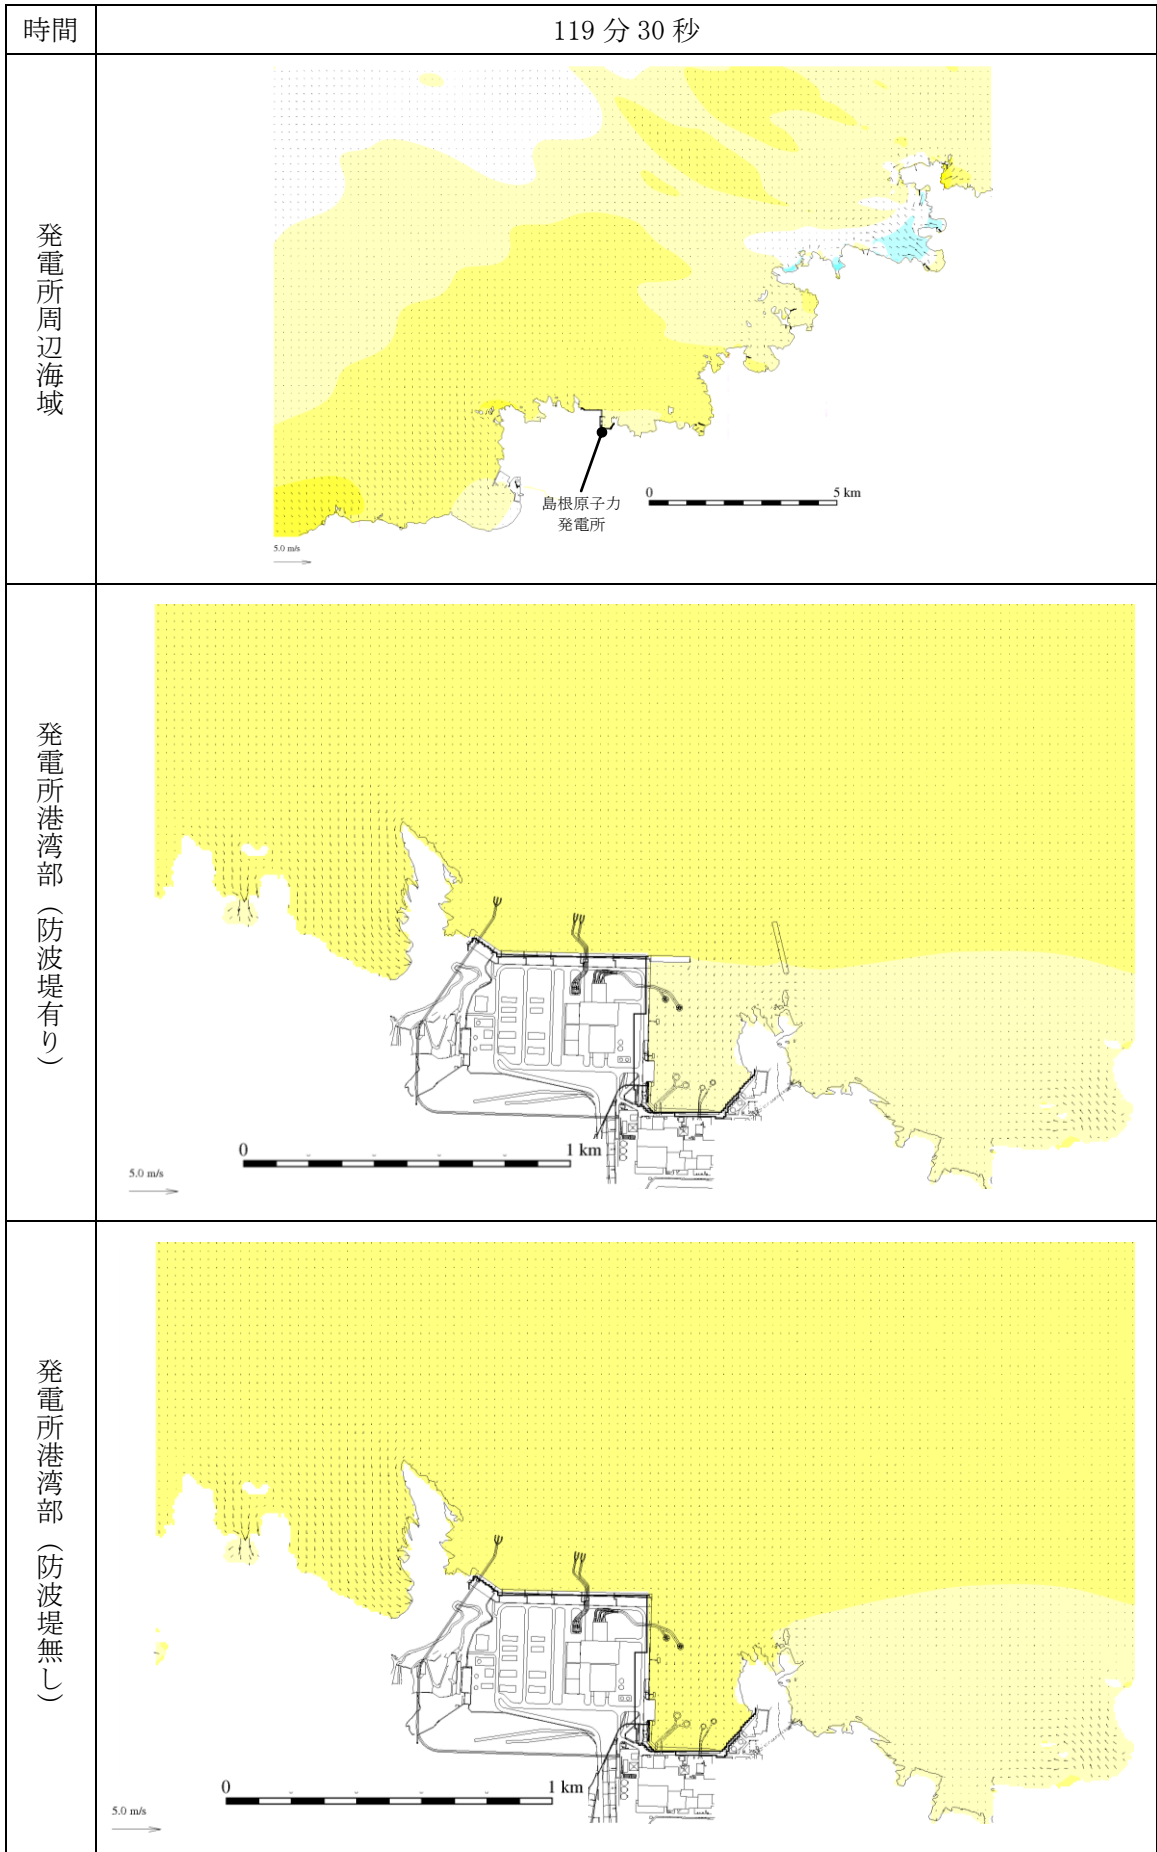 時間
119 分 30 秒
発電所周辺海域
島根原子力
発電所
0
5 km
5.0 m/s
発電所港湾部（防波堤有り）
0
1 km
5.0 m/s
発電所港湾部（防波堤無し）
0
1 km
5.0 m/s